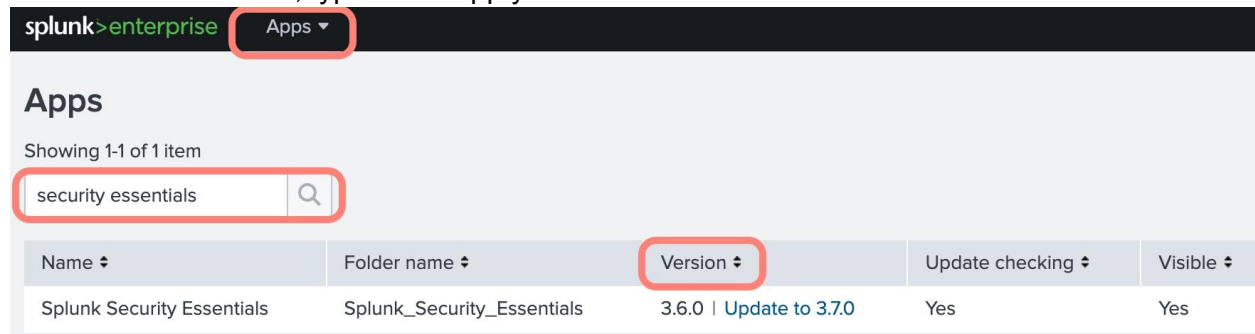 splunk>enterprise Apps
Apps
Showing 1-1 of 1 item
security essentials
Name Folder name Version Update checking Visible
Splunk Security Essentials Splunk_Security_Essentials 3.6.0 | Update to 3.7.0 Yes Yes